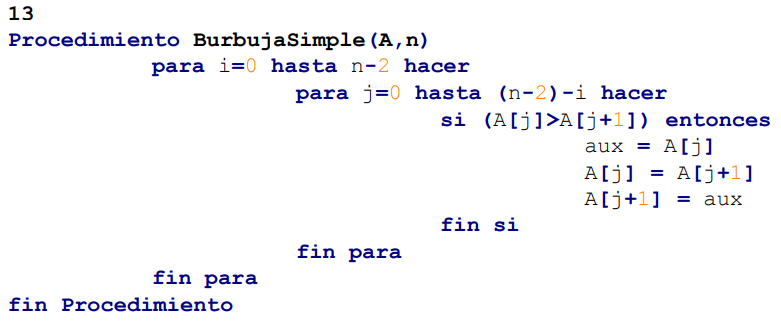 13
Procedimiento BurbujaSimple(A,n)
para i=0 hasta n-2 hacer
para j=0 hasta (n-2)-i hacer
si (A[j]>A[j+1]) entonces
aux = A[j]
A[j] = A[j+1]
A[j+1] = aux
fin si
fin para
fin para
fin Procedimiento